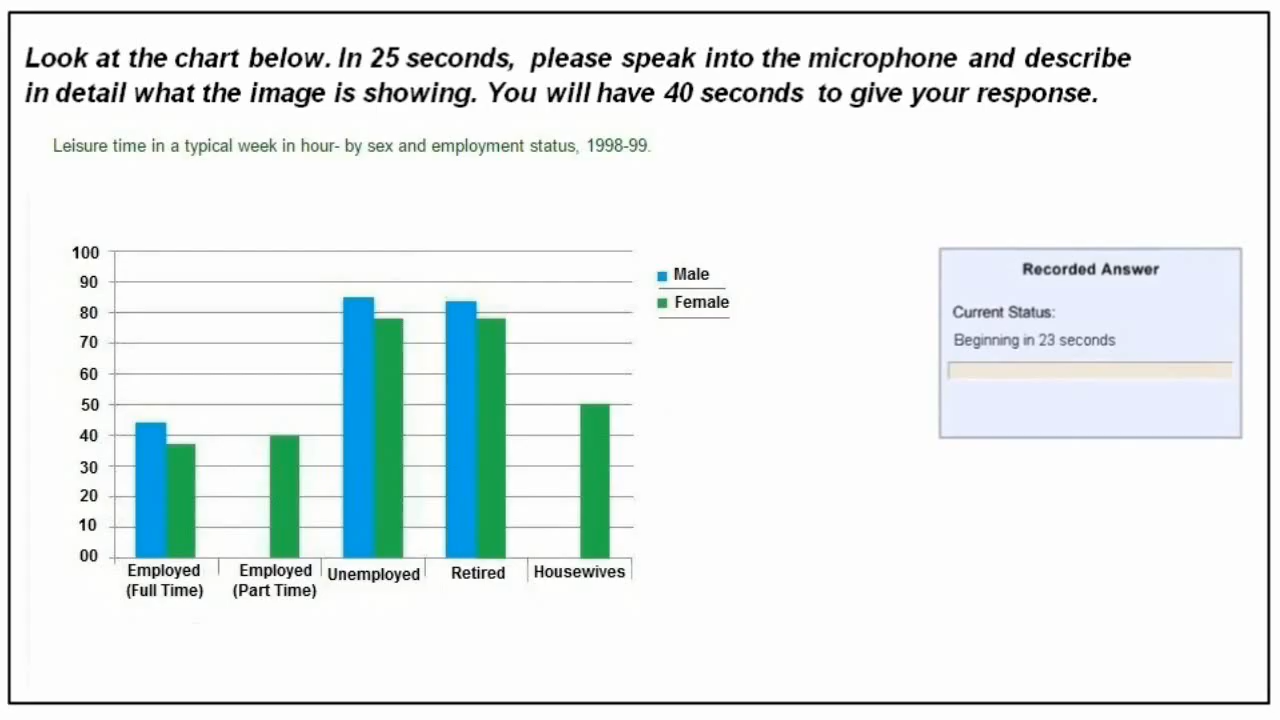 Look at the chart below. In 25 seconds, please speak into the microphone and describe
in detail what the image is showing. You will have 40 seconds to give your response.
Leisure time in a typical week in hour- by sex and employment status, 1998-99.
100
90
80
70
60
50
40
30
20
10
00
Employed
(Full Time)
Employed
(Part Time)
Unemployed
Retired
Housewives
Male
Female
Recorded Answer
Current Status:
Beginning in 23 seconds